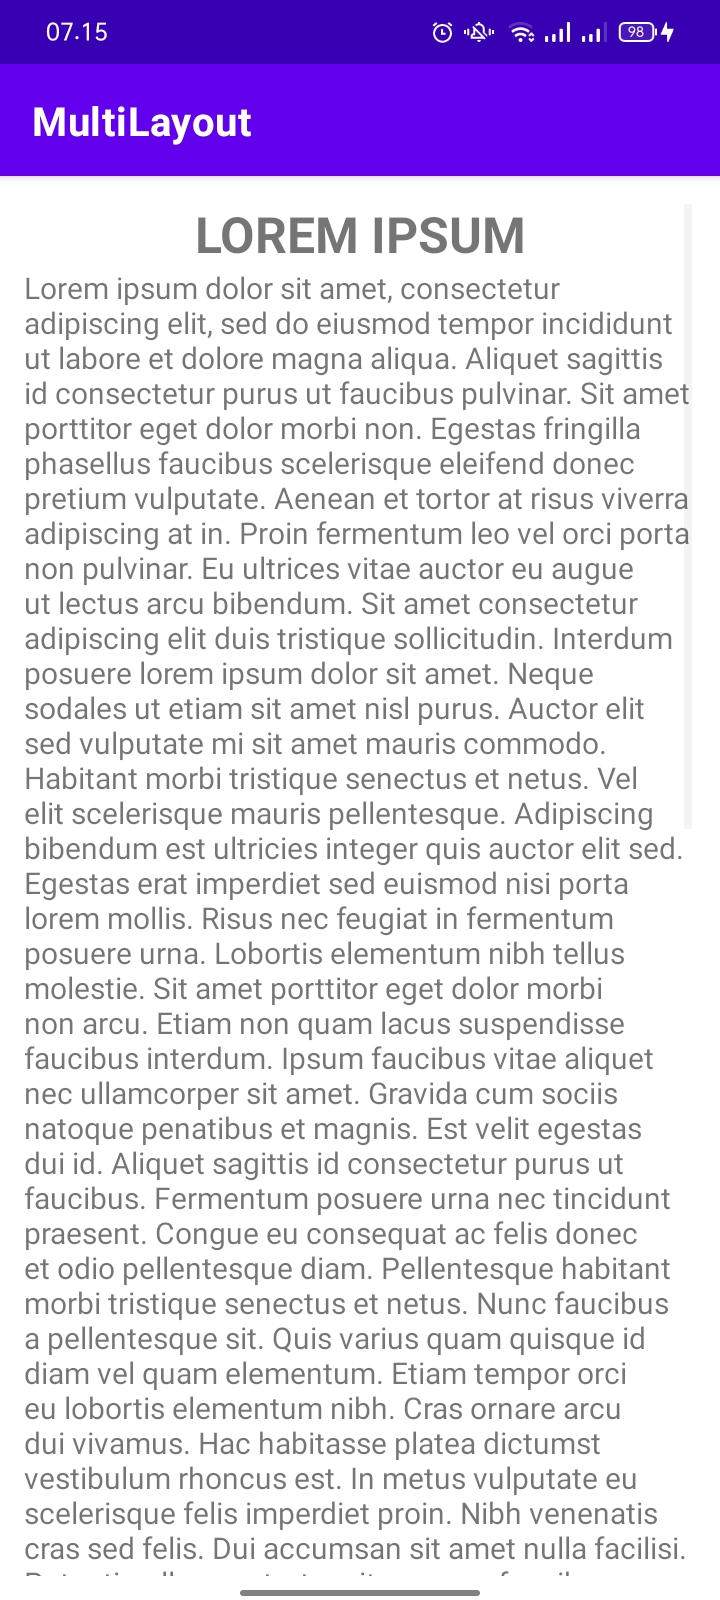 07.15
98
MultiLayout
LOREM IPSUM
Lorem ipsum dolor sit amet, consectetur
adipiscing elit, sed do eiusmod tempor incididunt
ut labore et dolore magna aliqua. Aliquet sagittis
id consectetur purus ut faucibus pulvinar. Sit amet
porttitor eget dolor morbi non. Egestas fringilla
phasellus faucibus scelerisque eleifend donec
pretium vulputate. Aenean et tortor at risus viverra
adipiscing at in. Proin fermentum leo vel orci porta
non pulvinar. Eu ultrices vitae auctor eu augue
ut lectus arcu bibendum. Sit amet consectetur
adipiscing elit duis tristique sollicitudin. Interdum
posuere lorem ipsum dolor sit amet. Neque
sodales ut etiam sit amet nisl purus. Auctor elit
sed vulputate mi sit amet mauris commodo.
Habitant morbi tristique senectus et netus. Vel
elit scelerisque mauris pellentesque. Adipiscing
bibendum est ultricies integer quis auctor elit sed.
Egestas erat imperdiet sed euismod nisi porta
lorem mollis. Risus nec feugiat in fermentum
posuere urna. Lobortis elementum nibh tellus
molestie. Sit amet porttitor eget dolor morbi
non arcu. Etiam non quam lacus suspendisse
faucibus interdum. Ipsum faucibus vitae aliquet
nec ullamcorper sit amet. Gravida cum sociis
natoque penatibus et magnis. Est velit egestas
dui id. Aliquet sagittis id consectetur purus ut
faucibus. Fermentum posuere urna nec tincidunt
praesent. Congue eu consequat ac felis donec
et odio pellentesque diam. Pellentesque habitant
morbi tristique senectus et netus. Nunc faucibus
a pellentesque sit. Quis varius quam quisque id
diam vel quam elementum. Etiam tempor orci
eu lobortis elementum nibh. Cras ornare arcu
dui vivamus. Hac habitasse platea dictumst
vestibulum rhoncus est. In metus vulputate eu
scelerisque felis imperdiet proin. Nibh venenatis
cras sed felis. Dui accumsan sit amet nulla facilisi.